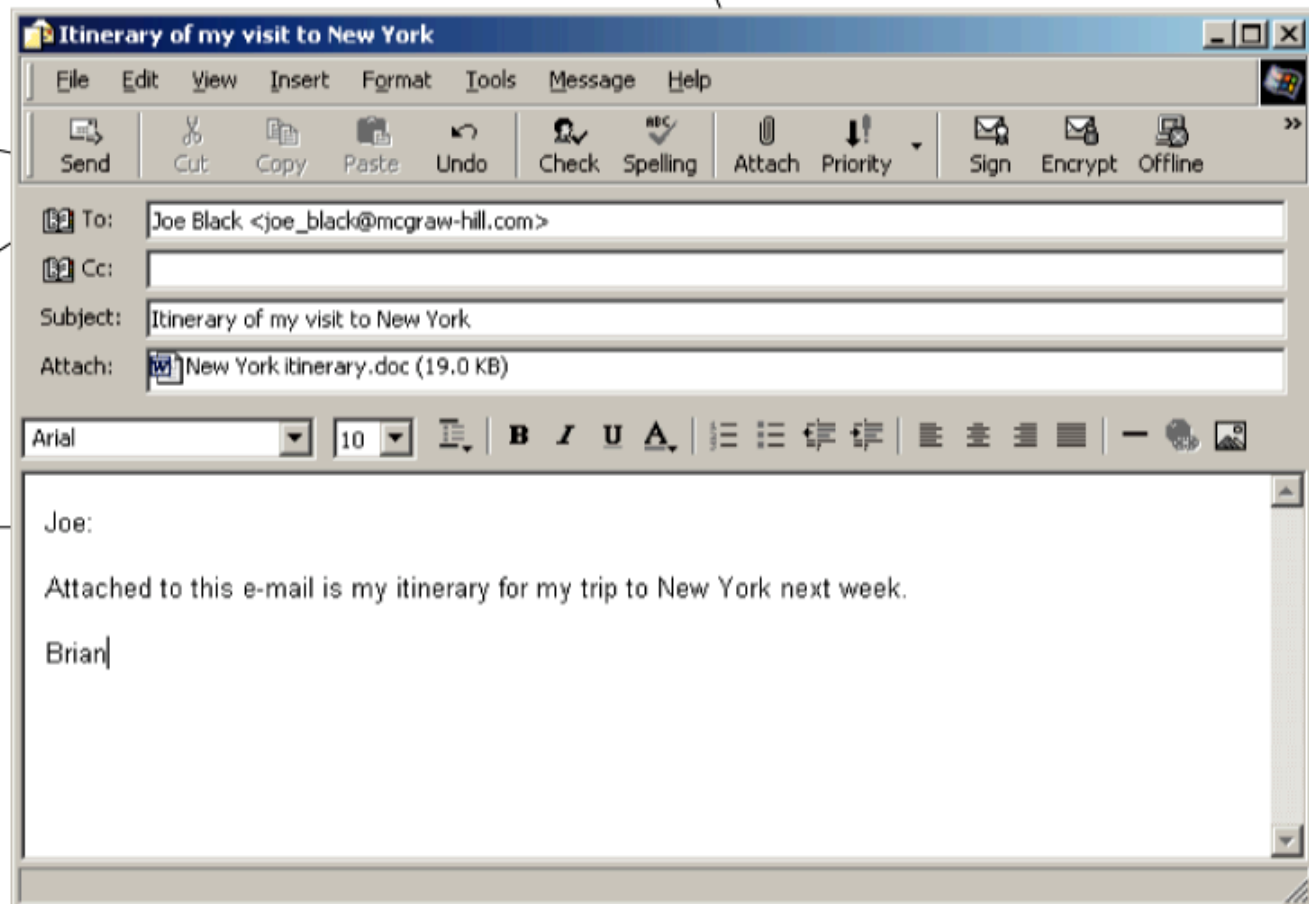 Itinerary of my visit to New York
File Edit View Insert Format Tools Message Help
Send Cut Copy Paste Undo Check Spelling Attach Priority Sign Encrypt Offline
To: Joe Black <joe_black@mcgraw-hill.com>
Cc:
Subject: Itinerary of my visit to New York
Attach: New York itinerary.doc (19.0 KB)
Arial 10 B I U A
Joe:
Attached to this e-mail is my itinerary for my trip to New York next week.
Brian